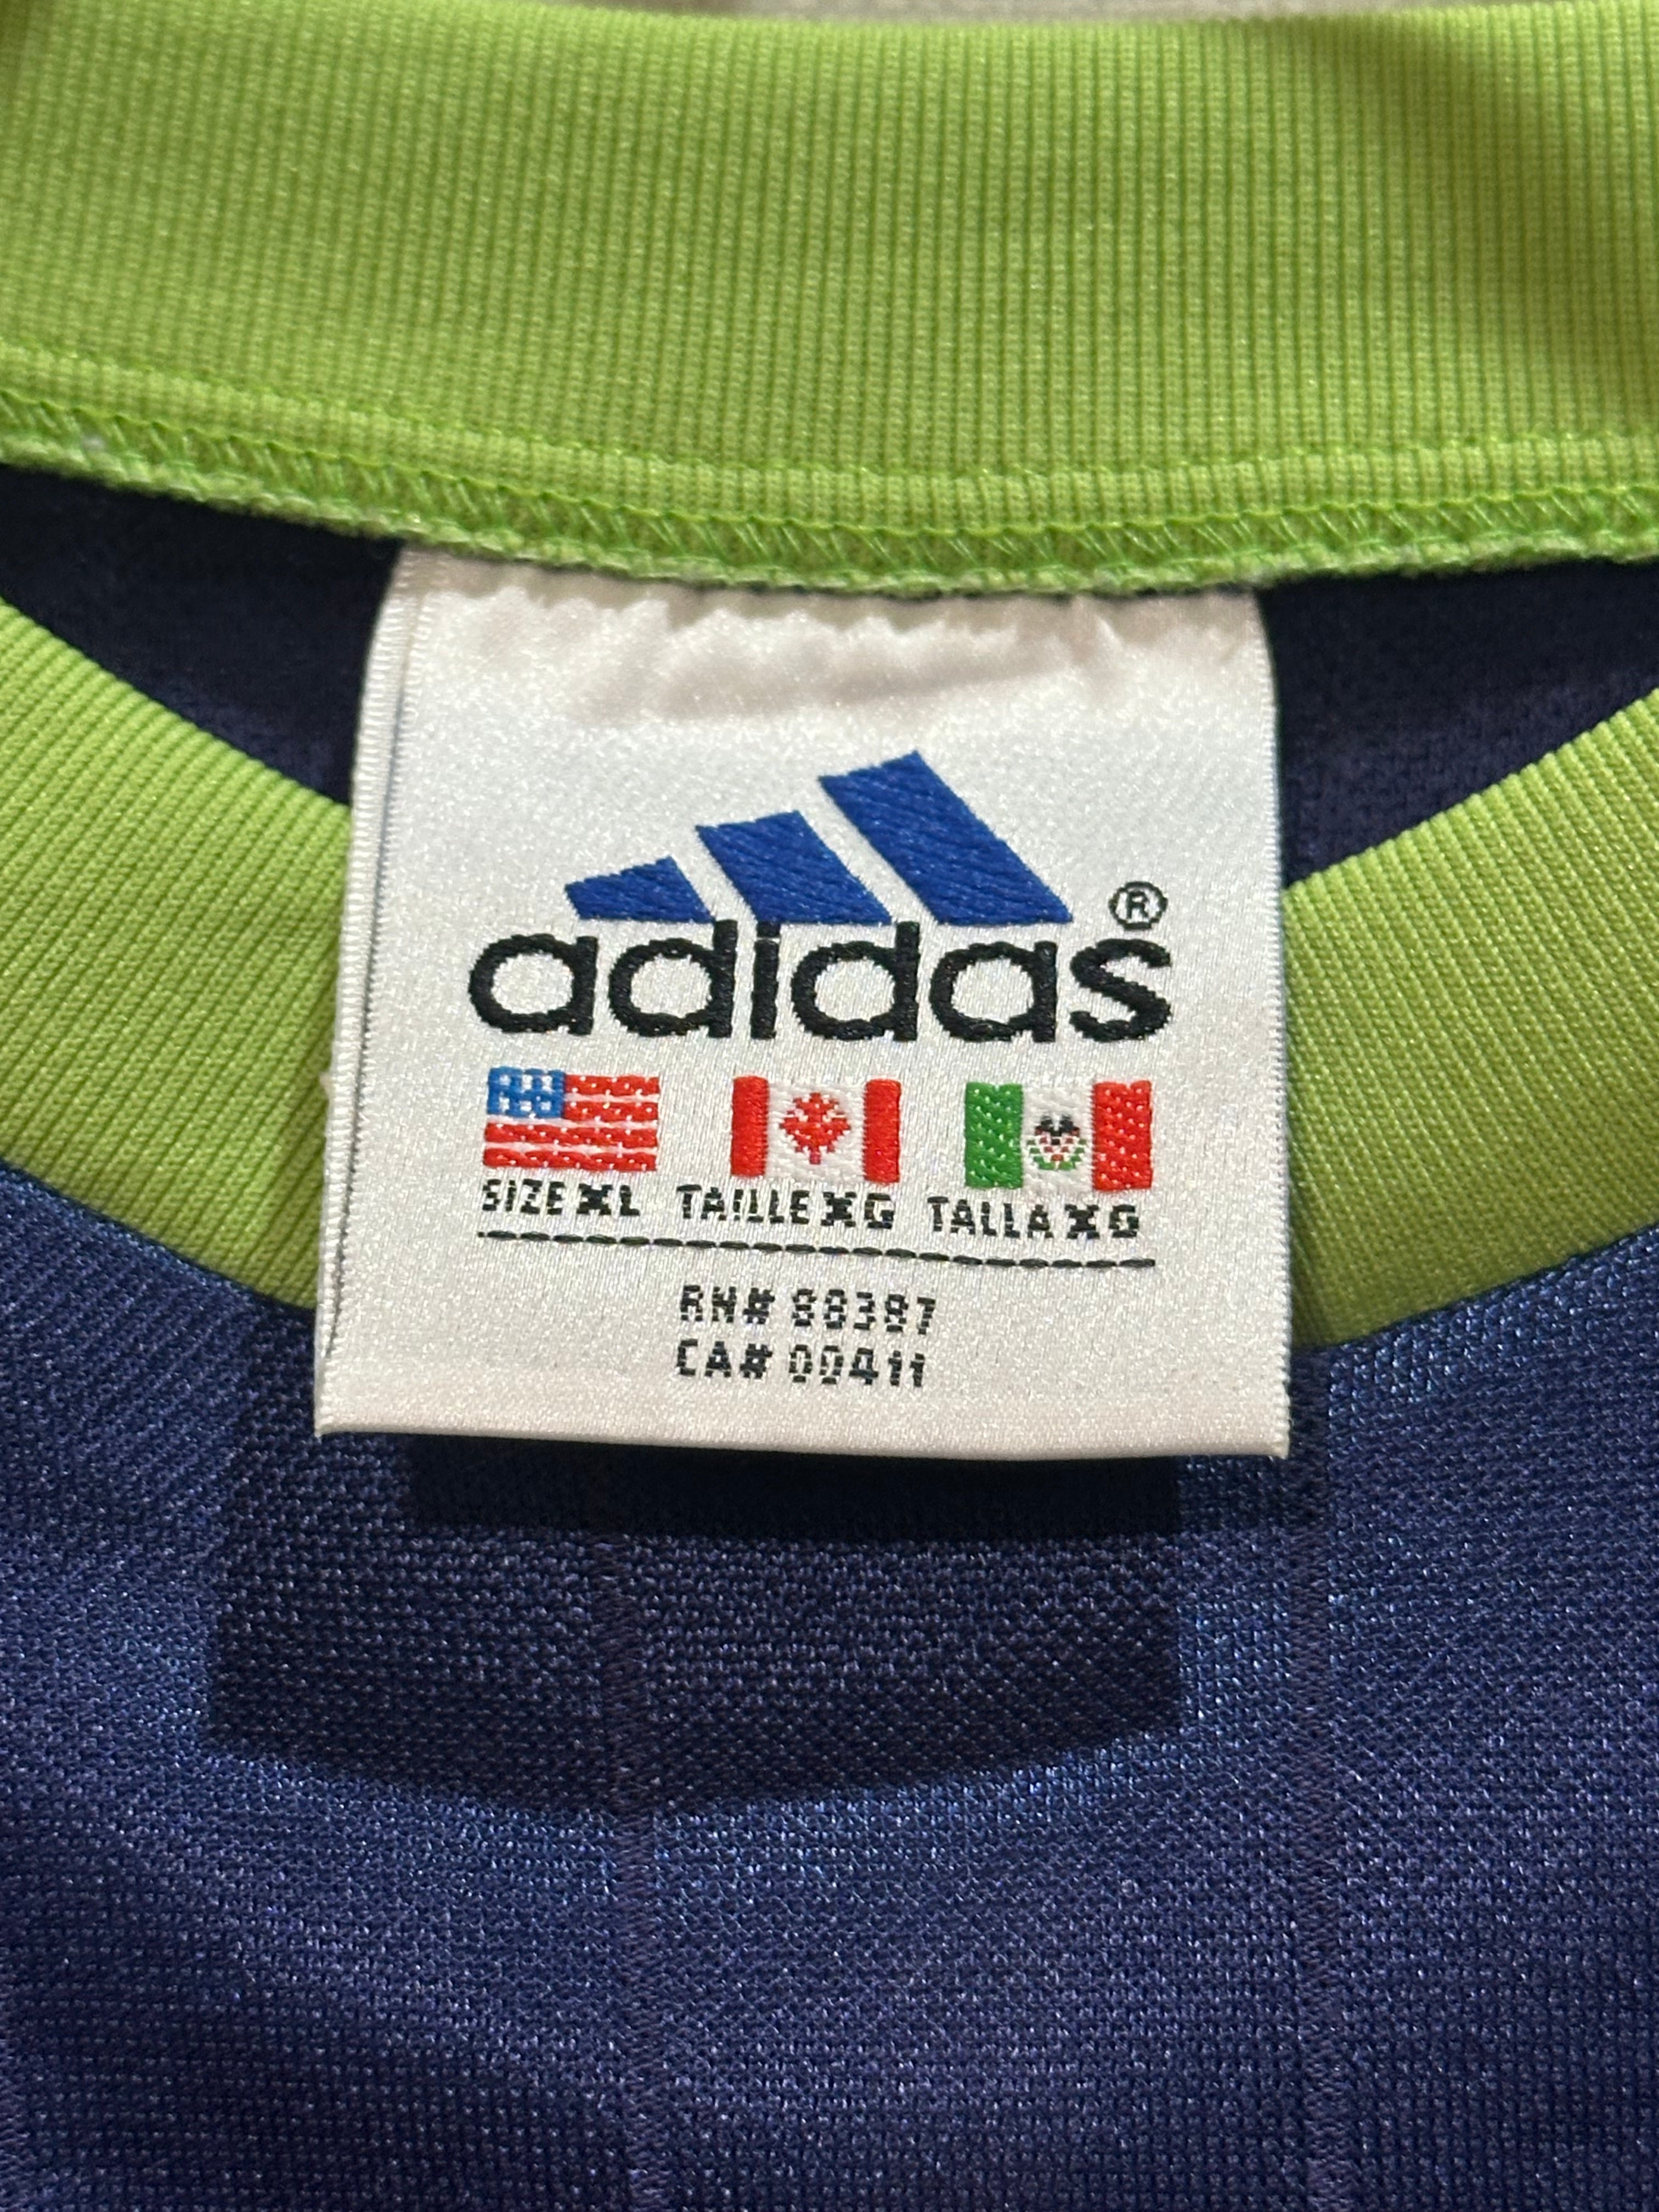 adidas®
SIZE XL TAILLE XG TALLA XG
RN# 88387
CA# 00411